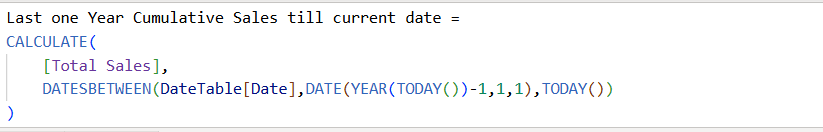 Last one Year Cumulative Sales till current date =
CALCULATE(
[Total Sales],
DATESBETWEEN(DateTable[Date],DATE(YEAR(TODAY())-1,1,1),TODAY())
)